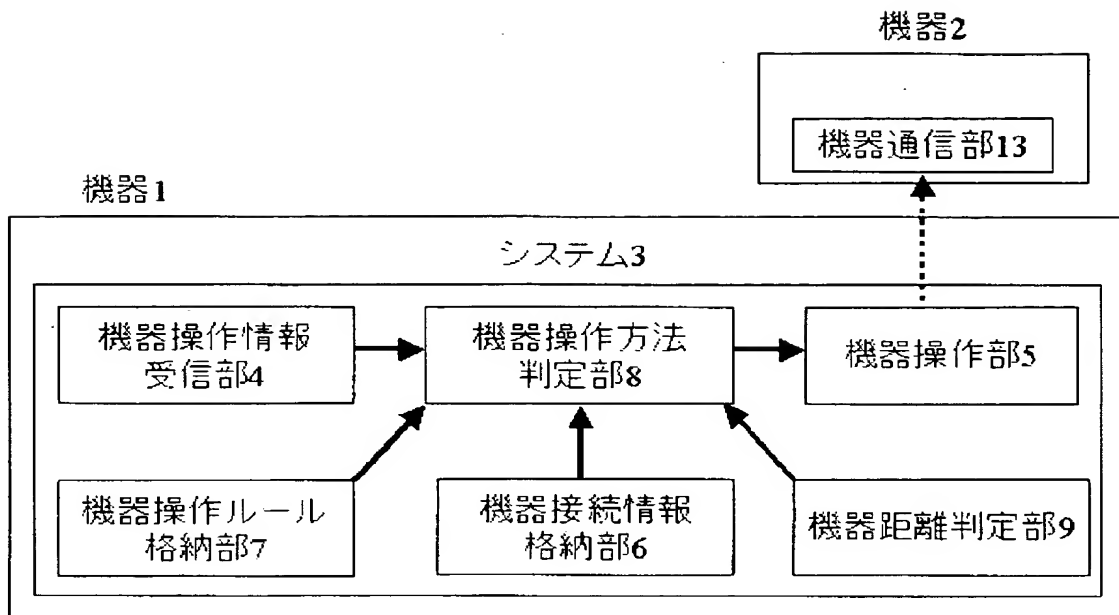 機器2
機器通信部13
機器1
システム3
機器操作情報
受信部4
機器操作方法
判定部8
機器操作部5
機器操作ルール
格納部7
機器接続情報
格納部6
機器距離判定部9